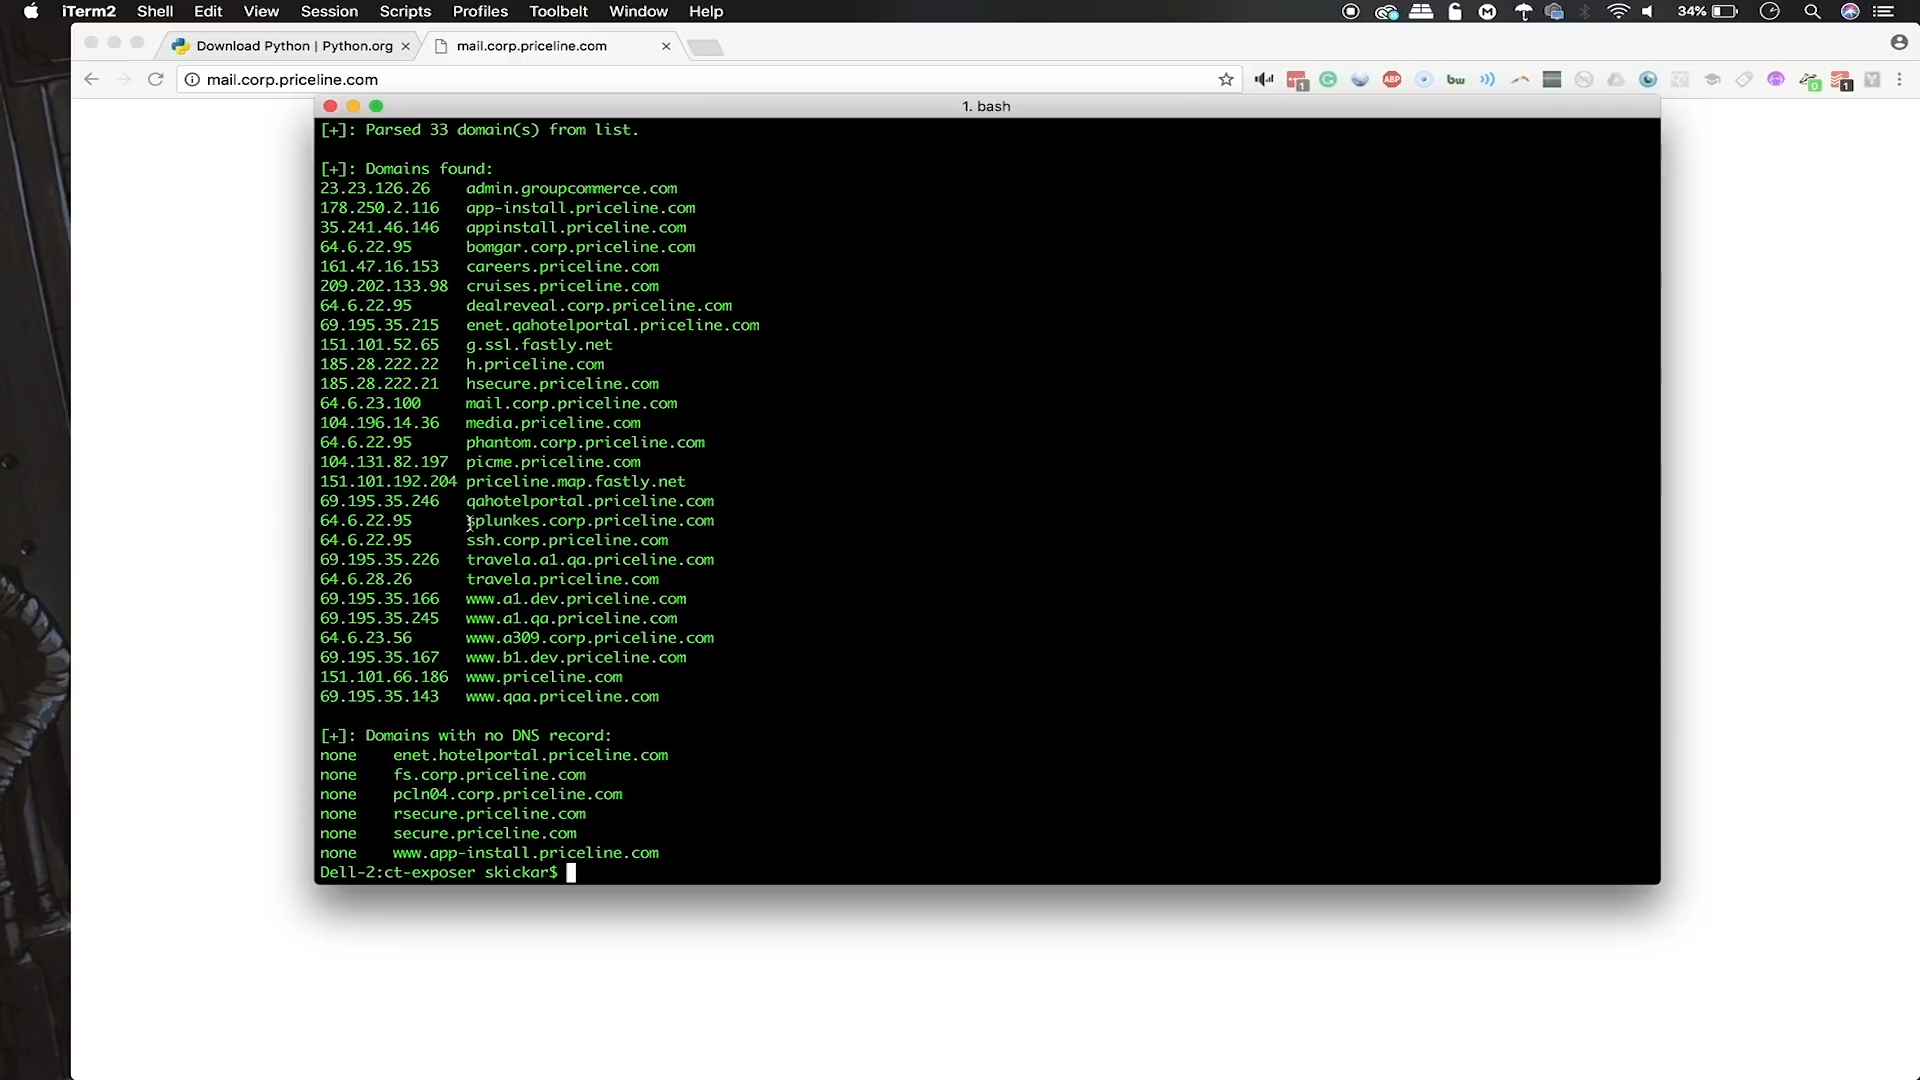 iTerm2 Shell Edit View Session Scripts Profiles Toolbelt Window Help 34%
Download Python | Python.org mail.corp.priceline.com
mail.corp.priceline.com
1. bash
[+]: Parsed 33 domain(s) from list.
[+]: Domains found:
23.23.126.26 admin.groupcommerce.com
178.250.2.116 app-install.priceline.com
35.241.46.146 appinstall.priceline.com
64.6.22.95 bomgar.corp.priceline.com
161.47.16.153 careers.priceline.com
209.202.133.98 cruises.priceline.com
64.6.22.95 dealreveal.corp.priceline.com
69.195.35.215 enet.qahotelportal.priceline.com
151.101.52.65 g.ssl.fastly.net
185.28.222.22 h.priceline.com
185.28.222.21 hsecure.priceline.com
64.6.23.100 mail.corp.priceline.com
104.196.14.36 media.priceline.com
64.6.22.95 phantom.corp.priceline.com
104.131.82.197 picme.priceline.com
151.101.192.204 priceline.map.fastly.net
69.195.35.246 qahotelportal.priceline.com
64.6.22.95 splunkes.corp.priceline.com
64.6.22.95 ssh.corp.priceline.com
69.195.35.226 travela.a1.qa.priceline.com
64.6.28.26 travela.priceline.com
69.195.35.166 www.a1.dev.priceline.com
69.195.35.245 www.a1.qa.priceline.com
64.6.23.56 www.a309.corp.priceline.com
69.195.35.167 www.b1.dev.priceline.com
151.101.66.186 www.priceline.com
69.195.35.143 www.qaa.priceline.com
[+]: Domains with no DNS record:
none enet.hotelportal.priceline.com
none fs.corp.priceline.com
none pcln04.corp.priceline.com
none rsecure.priceline.com
none secure.priceline.com
none www.app-install.priceline.com
Dell-2:ct-exposer skickar$